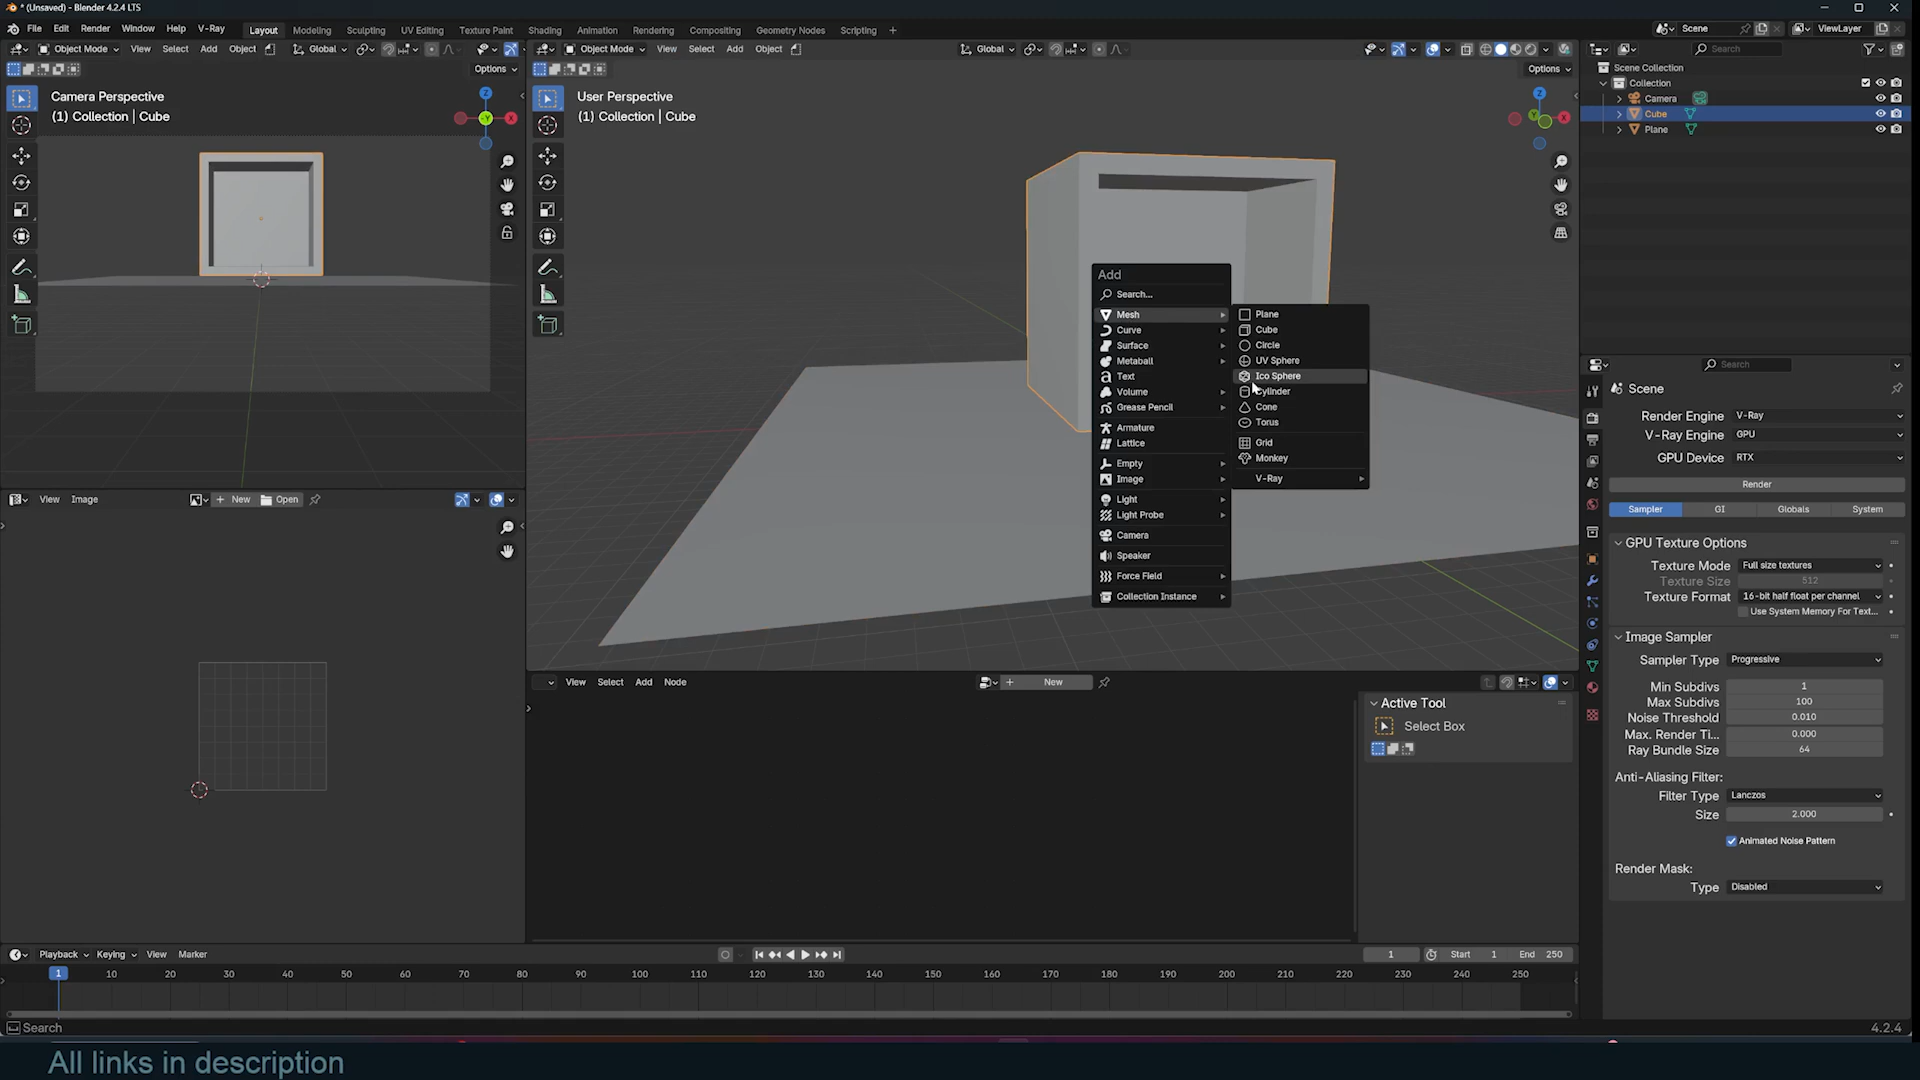 * (Unsaved) - Blender 4.2.4 LTS
File Edit Render Window Help V-Ray Layout Modeling Sculpting UV Editing Texture Paint Shading Animation Rendering Compositing Geometry Nodes Scripting + Scene ViewLayer
Object Mode View Select Add Object Global
Object Mode View Select Add Object Global
Search
Options
Options
Camera Perspective
(1) Collection | Cube
User Perspective
(1) Collection | Cube
Z
X
Y
Z
X
Y
Scene Collection
Collection
Camera
Cube
Plane
Add
Search...
Mesh
Curve
Surface
Metaball
Text
Volume
Grease Pencil
Armature
Lattice
Empty
Image
Light
Light Probe
Camera
Speaker
Force Field
Collection Instance
Plane
Cube
Circle
UV Sphere
Ico Sphere
Cylinder
Cone
Torus
Grid
Monkey
V-Ray
Search
Scene
Render Engine V-Ray
V-Ray Engine GPU
GPU Device RTX
Render
Sampler GI Globals System
GPU Texture Options
Texture Mode Full size textures
Texture Size 512
Texture Format 16-bit half float per channel
Use System Memory For Text...
Image Sampler
Sampler Type Progressive
Min Subdivs 1
Max Subdivs 100
Noise Threshold 0.010
Max. Render Ti... 0.000
Ray Bundle Size 64
Anti-Aliasing Filter:
Filter Type Lanczos
Size 2.000
Animated Noise Pattern
Render Mask:
Type Disabled
View Image + New Open
View Select Add Node + New
Active Tool
Select Box
Playback Keying View Marker 1 Start 1 End 250
1 10 20 30 40 50 60 70 80 90 100 110 120 130 140 150 160 170 180 190 200 210 220 230 240 250
Search
4.2.4
All links in description